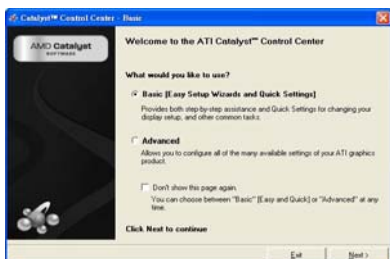 Catalyst™ Control Center - Basic
AMD Catalyst
SOFTWARE
Welcome to the ATI Catalyst™ Control Center
What would you like to use?
Basic [Easy Setup Wizards and Quick Settings]
Provides both step-by-step assistance and Quick Settings for changing your
display setup, and other common tasks.
Advanced
Allows you to configure all of the many available settings of your ATI graphics
product.
Don't show this page again.
You can choose between "Basic" [Easy and Quick] or "Advanced" at any
time.
Click Next to continue
Exit
Next >